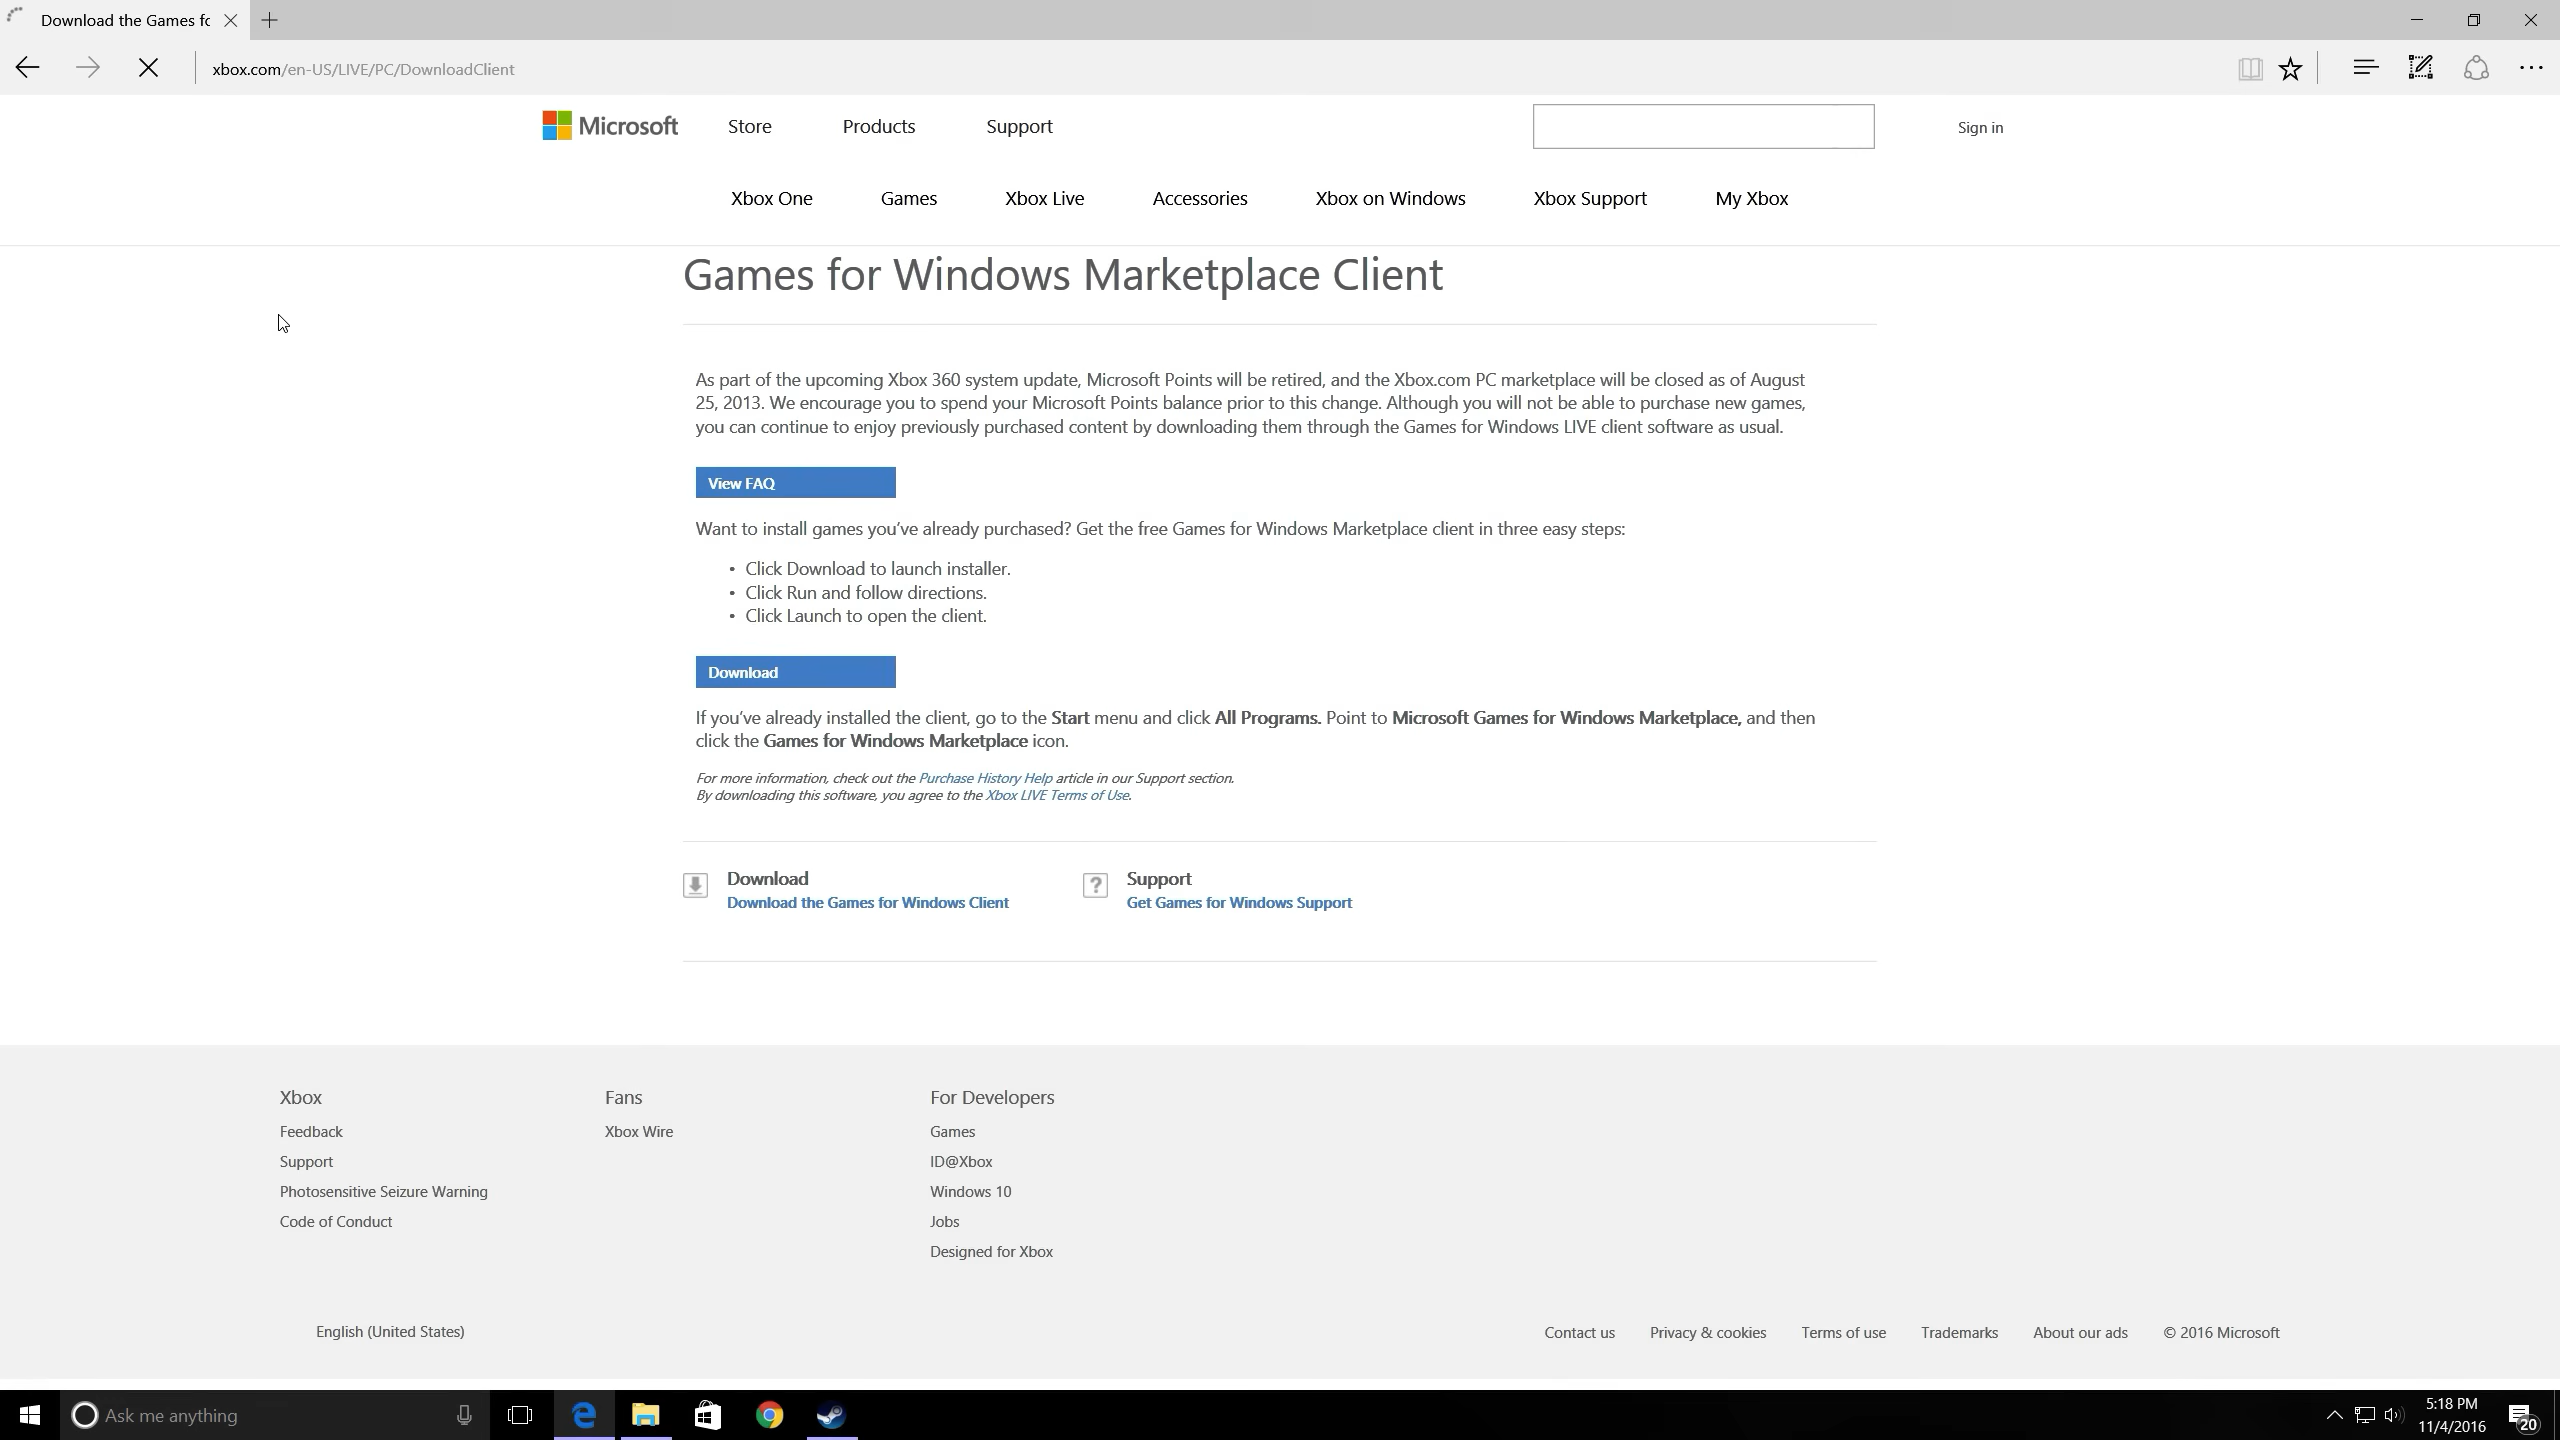 Download the Games fc
xbox.com/en-US/LIVE/PC/DownloadClient
Microsoft Store Products Support Sign in
Xbox One Games Xbox Live Accessories Xbox on Windows Xbox Support My Xbox
Games for Windows Marketplace Client
As part of the upcoming Xbox 360 system update, Microsoft Points will be retired, and the Xbox.com PC marketplace will be closed as of August
25, 2013. We encourage you to spend your Microsoft Points balance prior to this change. Although you will not be able to purchase new games,
you can continue to enjoy previously purchased content by downloading them through the Games for Windows LIVE client software as usual.
View FAQ
Want to install games you've already purchased? Get the free Games for Windows Marketplace client in three easy steps:
• Click Download to launch installer.
• Click Run and follow directions.
• Click Launch to open the client.
Download
If you've already installed the client, go to the Start menu and click All Programs. Point to Microsoft Games for Windows Marketplace, and then
click the Games for Windows Marketplace icon.
For more information, check out the Purchase History Help article in our Support section.
By downloading this software, you agree to the Xbox LIVE Terms of Use.
Download
Download the Games for Windows Client
Support
Get Games for Windows Support
Xbox
Feedback
Support
Photosensitive Seizure Warning
Code of Conduct
Fans
Xbox Wire
For Developers
Games
ID@Xbox
Windows 10
Jobs
Designed for Xbox
English (United States)
Contact us Privacy & cookies Terms of use Trademarks About our ads © 2016 Microsoft
Ask me anything
5:18 PM
11/4/2016
20